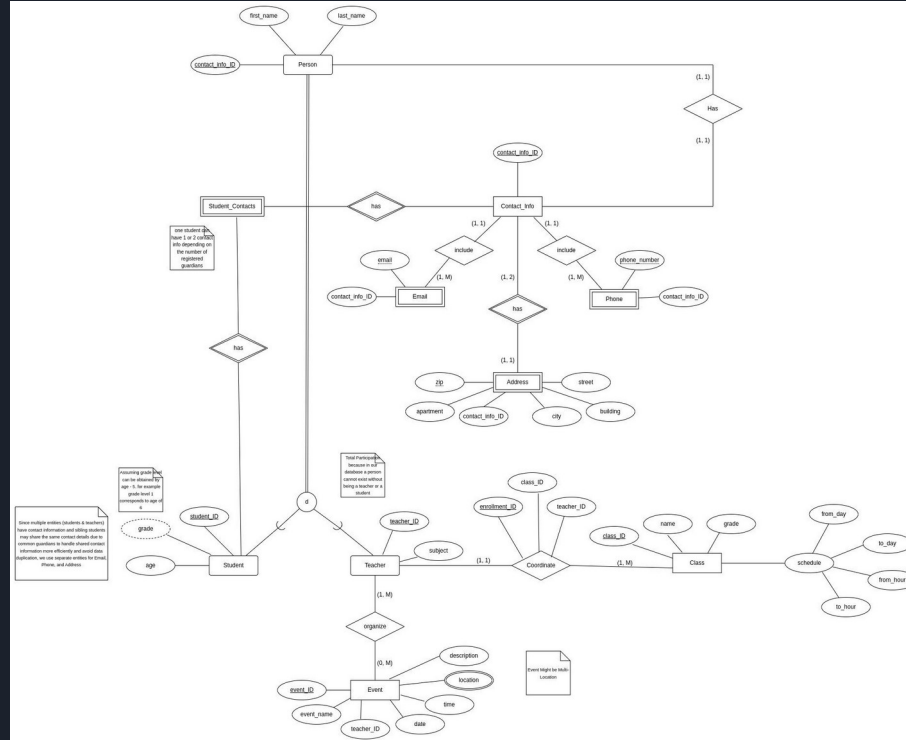 first_name
last_name
contact_info_ID
Person
(1, 1)
Has
(1, 1)
contact_info_ID
Student_Contacts
has
Contact_Info
one student can
have 1 or 2 contact
info depending on
the number of
registered
guardians
(1, 1)
(1, 1)
include
include
email
phone_number
(1, M)
(1, 2)
(1, M)
contact_info_ID
Email
Phone
contact_info_ID
has
has
(1, 1)
zip
Address
street
apartment
contact_info_ID
city
building
Assuming grade level
can be obtained by
age - 5. for example
grade level 1
corresponds to age of
6
Total Participation
because in our
database a person
cannot exist without
being a teacher or a
student
d
class_ID
enrollment_ID
teacher_ID
Since multiple entities (students & teachers)
have contact information and sibling students
may share the same contact details due to
common guardians to handle shared contact
information more efficiently and avoid data
duplication, we use separate entities for Email,
Phone, and Address
grade
student_ID
teacher_ID
subject
age
Student
Teacher
(1, 1)
Coordinate
(1, M)
class_ID
name
grade
Class
schedule
from_day
to_day
from_hour
to_hour
(1, M)
organize
(0, M)
description
event_ID
Event
location
event_name
time
teacher_ID
date
Event Might be Multi-
Location